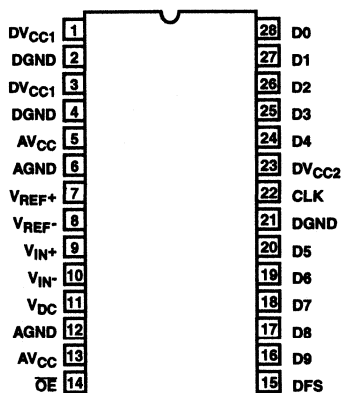 DVCC1 1 28 D0
DGND 2 27 D1
DVCC1 3 26 D2
DGND 4 25 D3
AVCC 5 24 D4
AGND 6 23 DVCC2
VREF+ 7 22 CLK
VREF- 8 21 DGND
VIN+ 9 20 D5
VIN- 10 19 D6
VDC 11 18 D7
AGND 12 17 D8
AVCC 13 16 D9
O̅E̅ 14 15 DFS